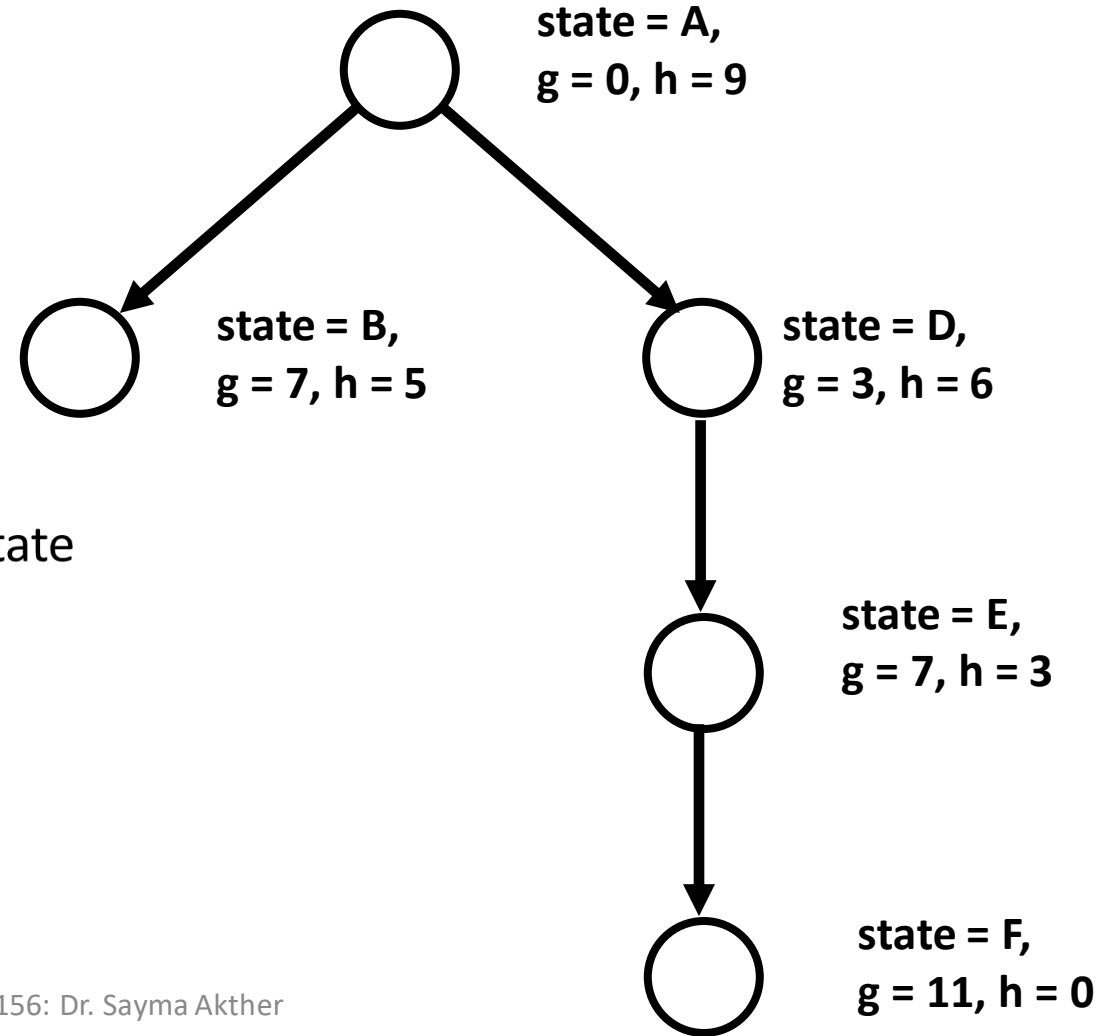 state = A,
g = 0, h = 9
state = B,
g = 7, h = 5
state = D,
g = 3, h = 6
tate
state = E,
g = 7, h = 3
state = F,
g = 11, h = 0
156: Dr. Sayma Akther